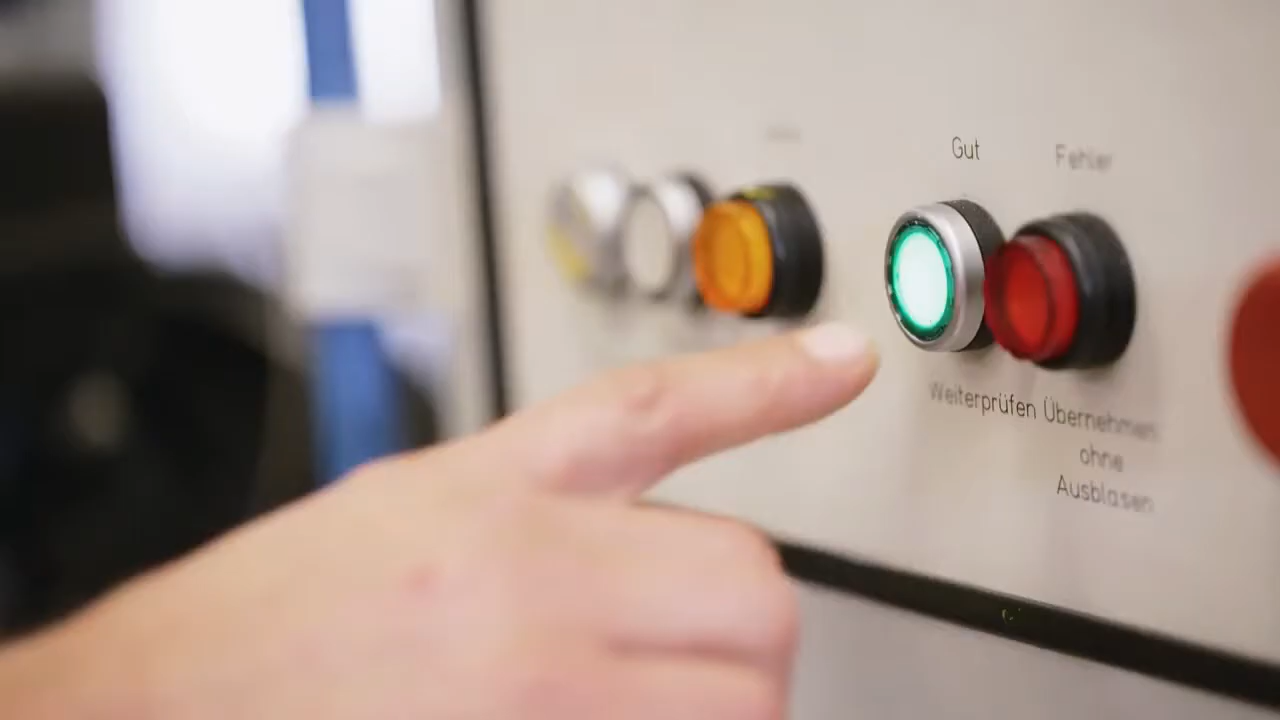 Gut
Fehler
Weiterprüfen Übernehmen
ohne
Ausblasen